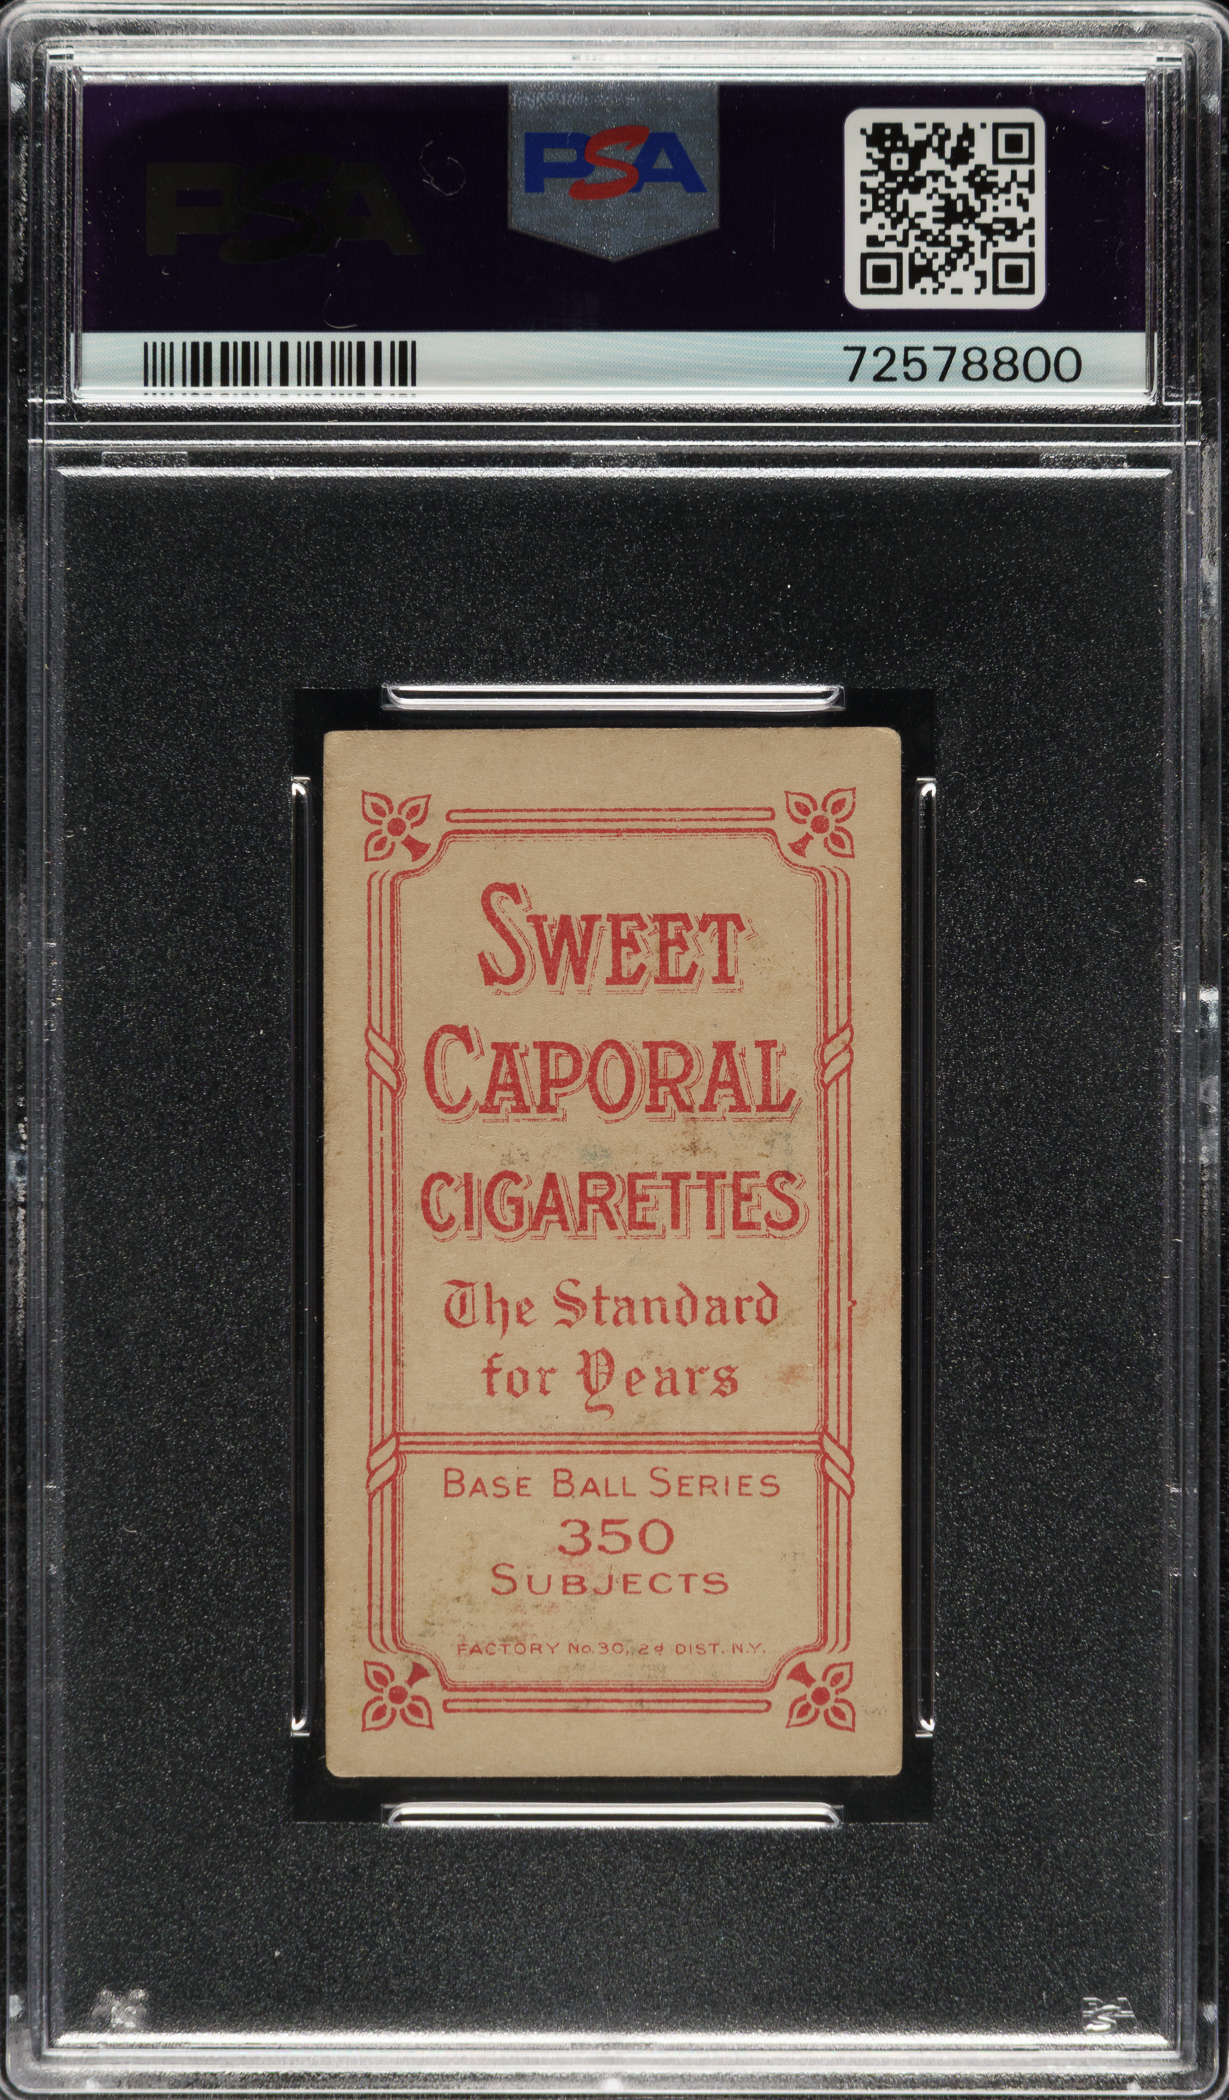 PSA
PSA
72578800
SWEET
CAPORAL
CIGARETTES
The Standard
for Years
BASE BALL SERIES
350
SUBJECTS
FACTORY No. 30, 2d DIST. N.Y.
PSA